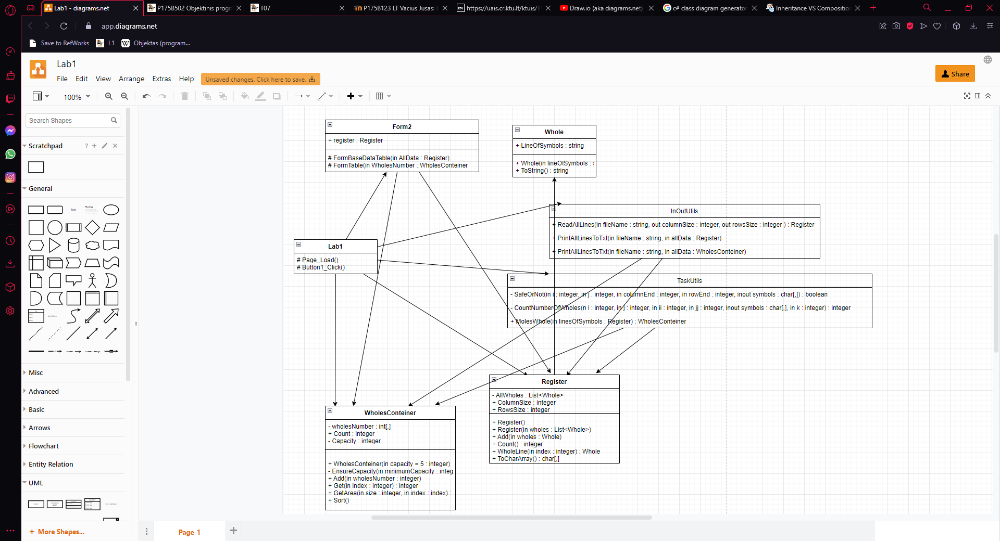 Lab1 - diagrams.net
P175B502 Objektinis progr
T07
P175B123 LT Vacius Jusas: D
https://uais.cr.ktu.lt/ktuis/T
Draw.io (aka diagrams.net)
c# class diagram generator
Inheritance VS Compositio
app.diagrams.net
Save to RefWorks
L1
Objektas (program...
Lab1
File Edit View Arrange Extras Help
Unsaved changes. Click here to save.
Share
100%
Search Shapes
Scratchpad
General
Text
Misc
Advanced
Basic
Arrows
Flowchart
Entity Relation
UML
+ More Shapes...
Form2
+ register : Register
# FormBaseDataTable(in AllData : Register)
# FormTable(in WholesNumber : WholesConteiner
Whole
+ LineOfSymbols : string
+ Whole(in lineOfSymbols :
+ ToString() : string
InOutUtils
+ ReadAllLines(in fileName : string, out columnSize : integer, out rowsSize : integer ) : Register
+ PrintAllLinesToTxt(in fileName : string, in allData : Register)
+ PrintAllLinesToTxt(in fileName : string, in allData : WholesConteiner)
Lab1
# Page_Load()
# Button1_Click()
TaskUtils
- SafeOrNot(in i : integer, in j : integer, in columnEnd : integer, in rowEnd : integer, inout symbols : char[,]) : boolean
- CountNumberOfWholes(n i : integer, in j : integer, in ii : integer, in jj : integer, inout symbols : char[,], in k : integer) : integer
+ MolesWhole(in linesOfSymbols : Register) : WholesConteiner
Register
- AllWholes : List<Whole>
+ ColumnSize : integer
+ RowsSize : integer
+ Register()
+ Register(in wholes : List<Whole>)
+ Add(in wholes : Whole)
+ Count() : integer
+ WholeLine(in index : integer) : Whole
+ ToCharArray() : char[,]
WholesConteiner
- wholesNumber : int[,]
+ Count : integer
- Capacity : integer
+ WholesConteiner(in capacity = 5 : integer)
- EnsureCapacity(in minimumCapacity : integ
+ Add(in wholesNumber : integer)
+ Get(in index : integer) : integer
+ GetArea(in size : integer, in index : index) :
+ Sort()
Page-1